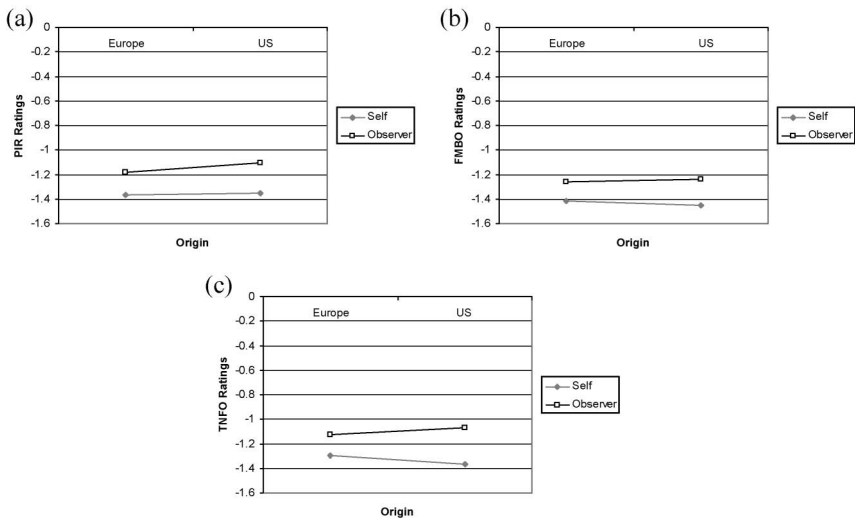 (a)
0
-0.2
-0.4
-0.6
-0.8
-1
-1.2
-1.4
-1.6
PIR Ratings
Europe
US
Origin
Self
Observer
(b)
0
-0.2
-0.4
-0.6
-0.8
-1
-1.2
-1.4
-1.6
FMBO Ratings
Europe
US
Origin
Self
Observer
(c)
0
-0.2
-0.4
-0.6
-0.8
-1
-1.2
-1.4
-1.6
TNFO Ratings
Europe
US
Origin
Self
Observer